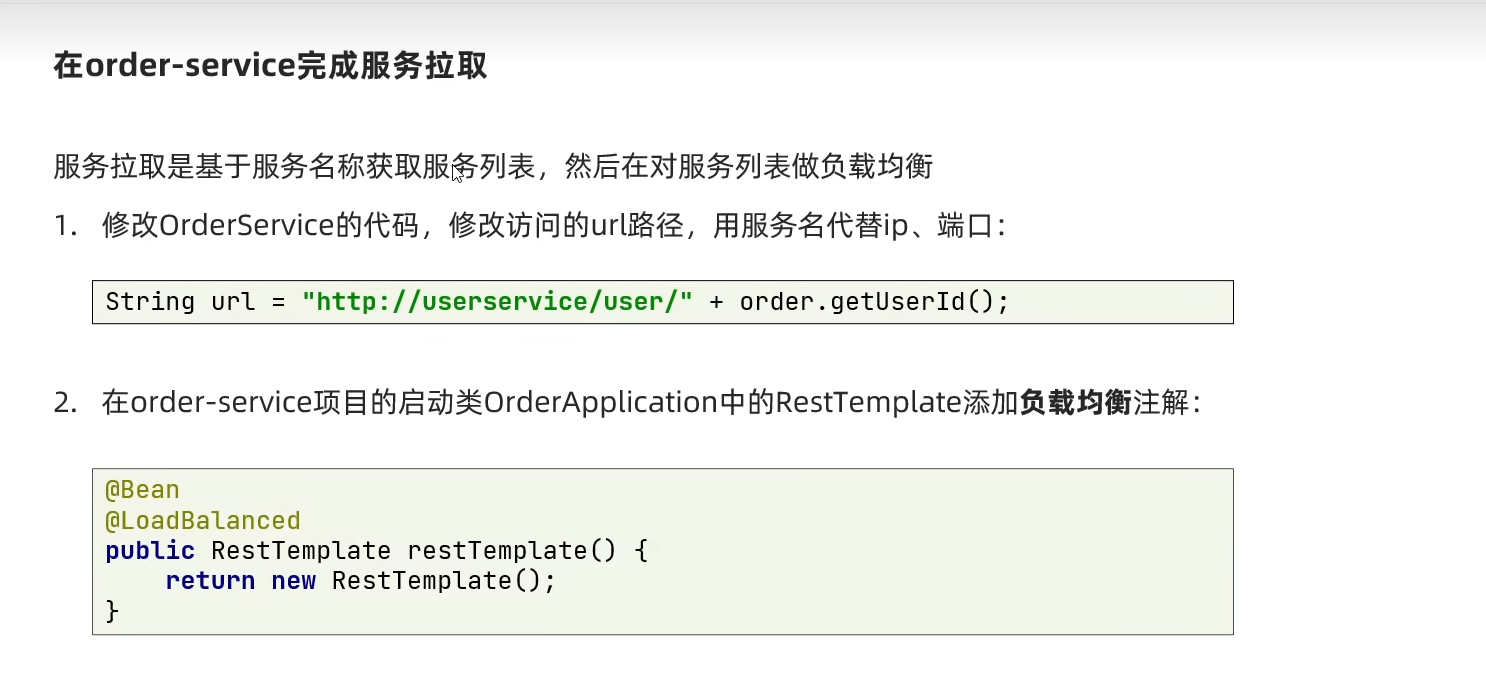 在order-service完成服务拉取
服务拉取是基于服务名称获取服务列表，然后在对服务列表做负载均衡
1. 修改OrderService的代码，修改访问的url路径，用服务名代替ip、端口：
String url = "http://userservice/user/" + order.getUserId();
2. 在order-service项目的启动类OrderApplication中的RestTemplate添加负载均衡注解：
@Bean
@LoadBalanced
public RestTemplate restTemplate() {
    return new RestTemplate();
}